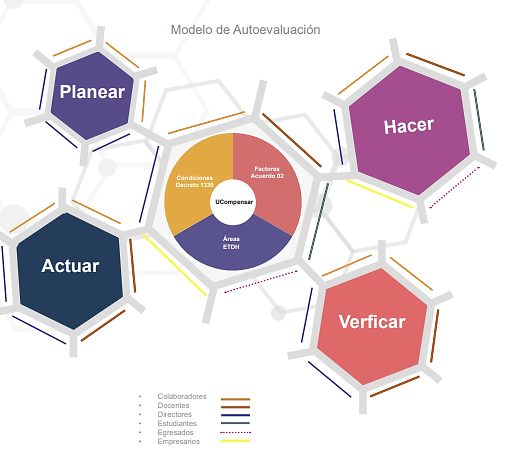 Modelo de Autoevaluación
Planear
Hacer
Condiciones
Decreto 1330
Factores
Acuerdo 02
UCompensar
Áreas
ETDH
Actuar
Verficar
• Colaboradores
• Docentes
• Directores
• Estudiantes
• Egresados
• Empresarios